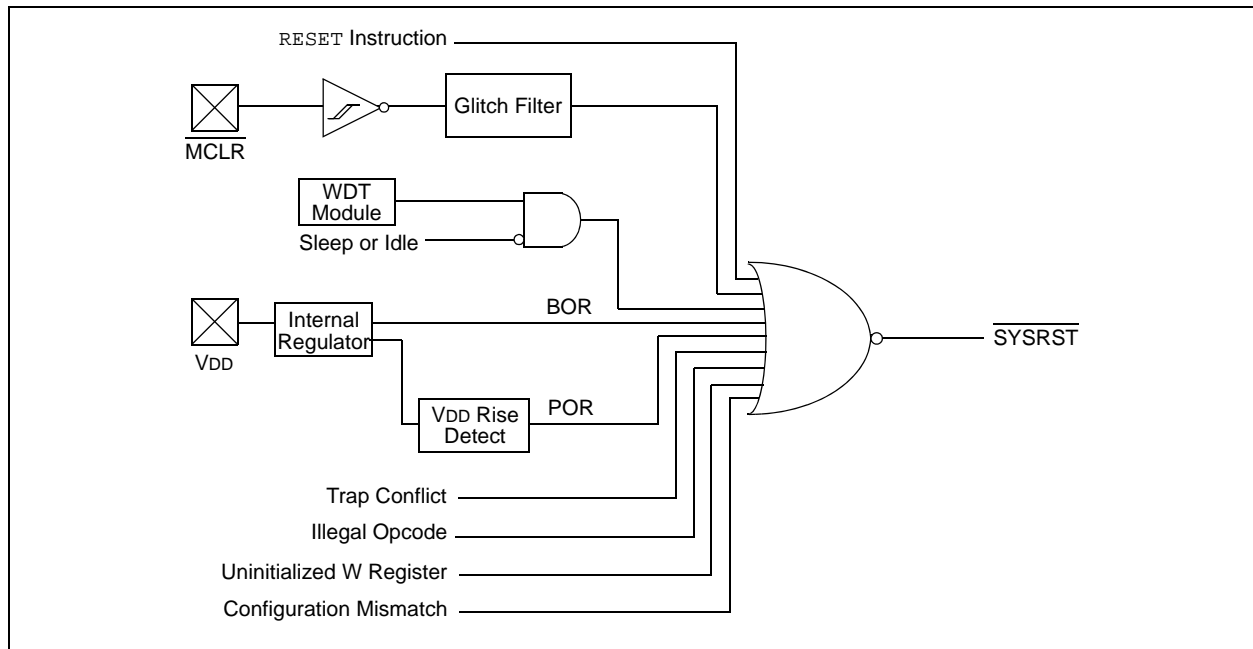 RESET Instruction
Glitch Filter
MCLR
WDT
Module
Sleep or Idle
BOR
Internal
Regulator
SYSRST
VDD
POR
VDD Rise
Detect
Trap Conflict
Illegal Opcode
Uninitialized W Register
Configuration Mismatch